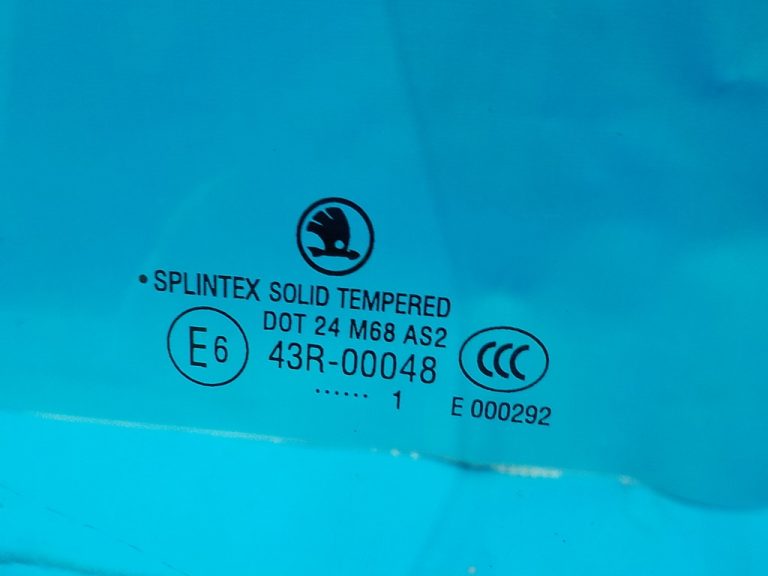 • SPLINTEX SOLID TEMPERED
DOT 24 M68 AS2
E6
43R-00048
CCC
...... 1
E 000292